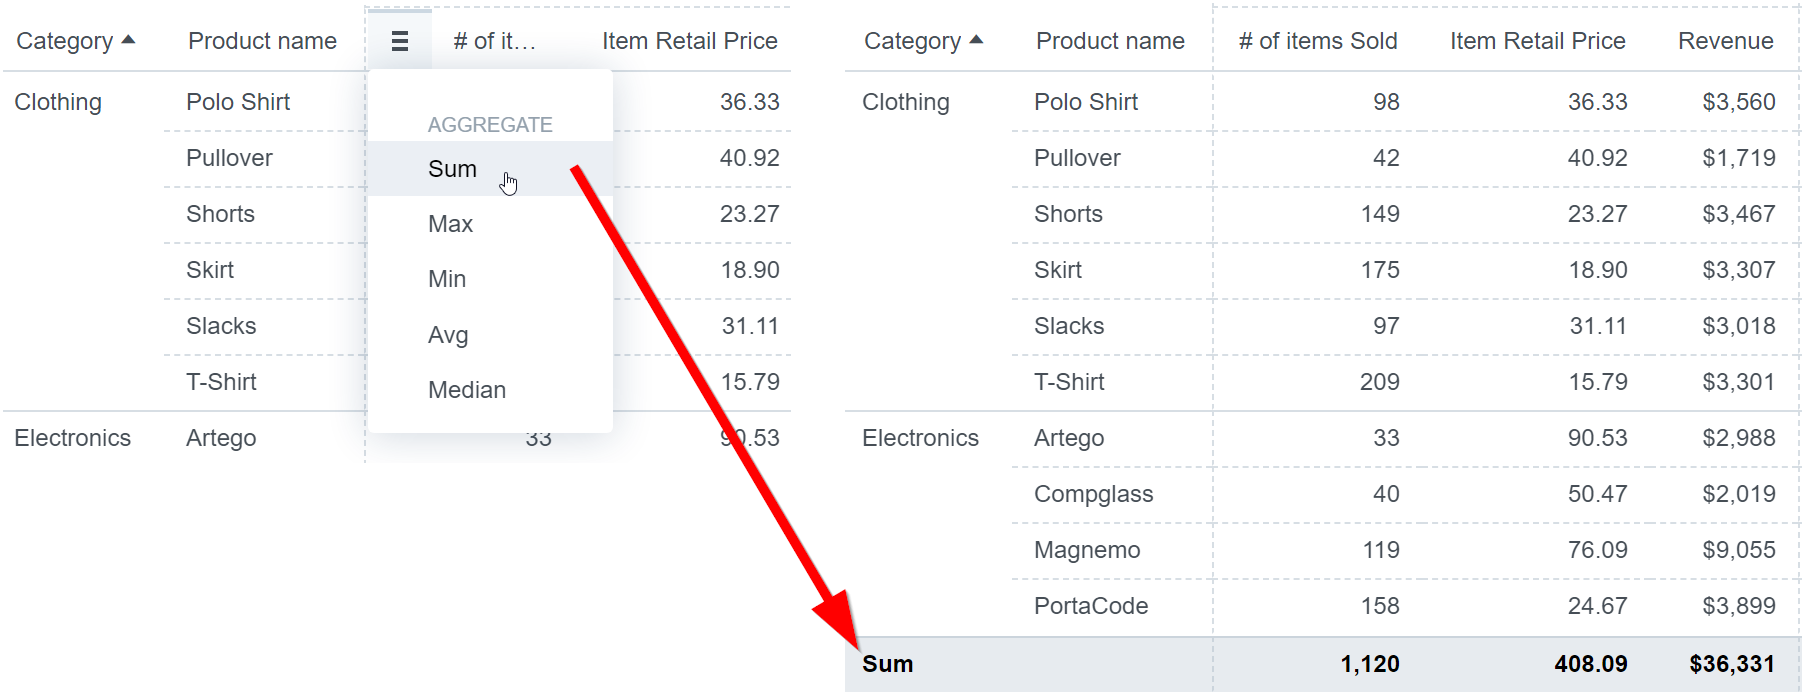 Category Product name # of it… Item Retail Price
Clothing Polo Shirt 36.33
AGGREGATE
Pullover Sum 40.92
Shorts Max 23.27
Skirt Min 18.90
Slacks Avg 31.11
T-Shirt Median 15.79
Electronics Artego 33 90.53
Category Product name # of items Sold Item Retail Price Revenue
Clothing Polo Shirt 98 36.33 $3,560
Pullover 42 40.92 $1,719
Shorts 149 23.27 $3,467
Skirt 175 18.90 $3,307
Slacks 97 31.11 $3,018
T-Shirt 209 15.79 $3,301
Electronics Artego 33 90.53 $2,988
Compglass 40 50.47 $2,019
Magnemo 119 76.09 $9,055
PortaCode 158 24.67 $3,899
Sum 1,120 408.09 $36,331